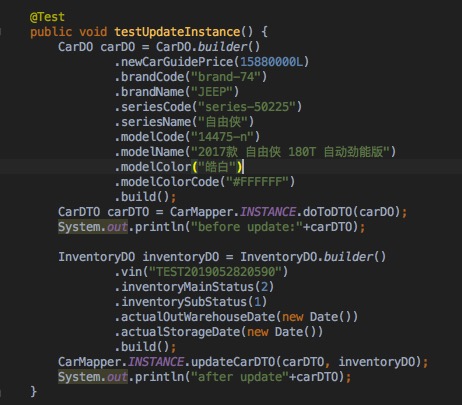 @Test
public void testUpdateInstance() {
CarDO carDO = CarDO.builder()
.newCarGuidePrice(15880000L)
.brandCode("brand-74")
.brandName("JEEP")
.seriesCode("series-50225")
.seriesName("自由侠")
.modelCode("14475-n")
.modelName("2017款 自由侠 180T 自动劲能版")
.modelColor("皓白")
.modelColorCode("#FFFFFF")
.build();
CarDTO carDTO = CarMapper.INSTANCE.doToDTO(carDO);
System.out.println("before update:"+carDTO);
InventoryDO inventoryDO = InventoryDO.builder()
.vin("TEST2019052820590")
.inventoryMainStatus(2)
.inventorySubStatus(1)
.actualOutWarehouseDate(new Date())
.actualStorageDate(new Date())
.build();
CarMapper.INSTANCE.updateCarDTO(carDTO, inventoryDO);
System.out.println("after update"+carDTO);
}